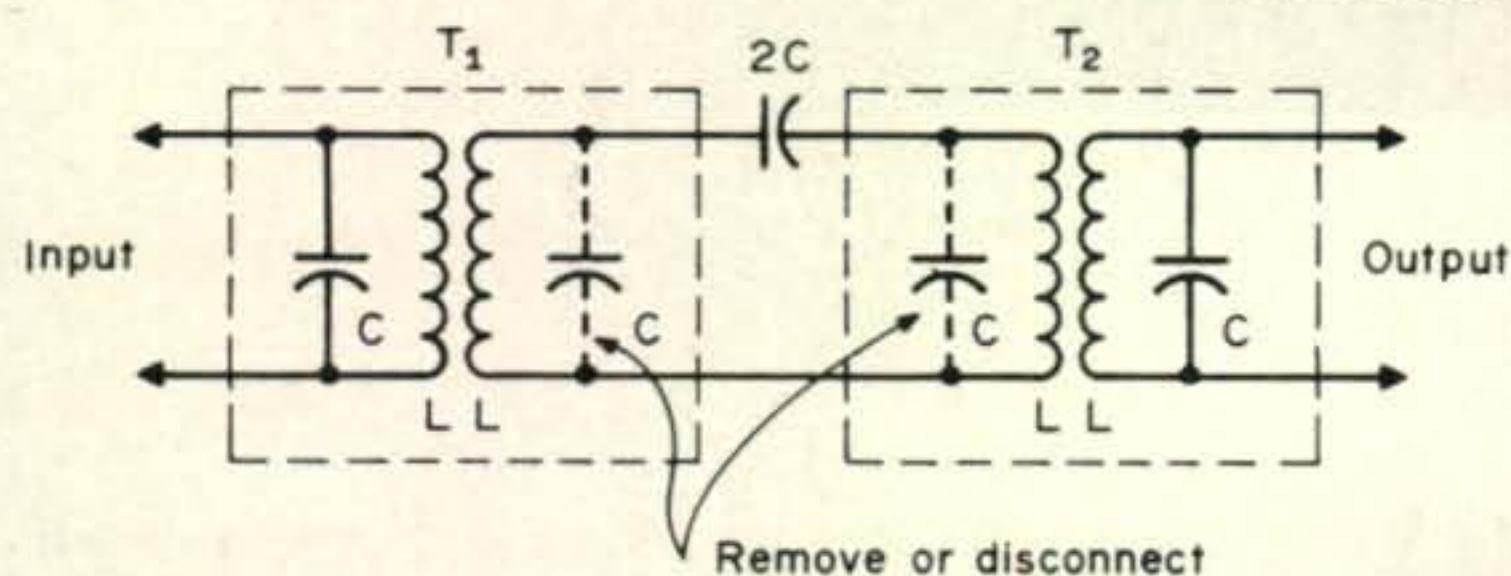 T₁
2C
T₂
Input
C
C
C
C
Output
L L
L L
Remove or disconnect